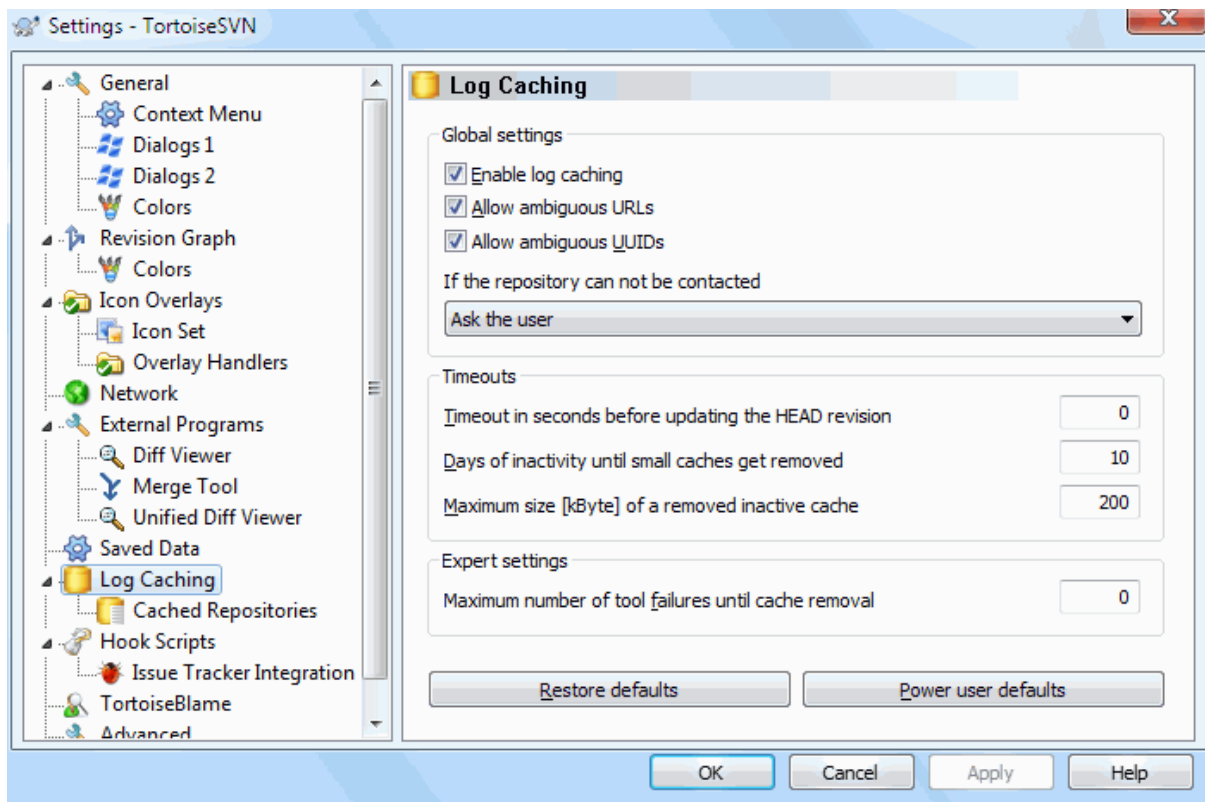 Settings - TortoiseSVN
General
Context Menu
Dialogs 1
Dialogs 2
Colors
Revision Graph
Colors
Icon Overlays
Icon Set
Overlay Handlers
Network
External Programs
Diff Viewer
Merge Tool
Unified Diff Viewer
Saved Data
Log Caching
Cached Repositories
Hook Scripts
Issue Tracker Integration
TortoiseBlame
Advanced
Log Caching
Global settings
Enable log caching
Allow ambiguous URLs
Allow ambiguous UUIDs
If the repository can not be contacted
Ask the user
Timeouts
Timeout in seconds before updating the HEAD revision 0
Days of inactivity until small caches get removed 10
Maximum size [kByte] of a removed inactive cache 200
Expert settings
Maximum number of tool failures until cache removal 0
Restore defaults Power user defaults
OK Cancel Apply Help